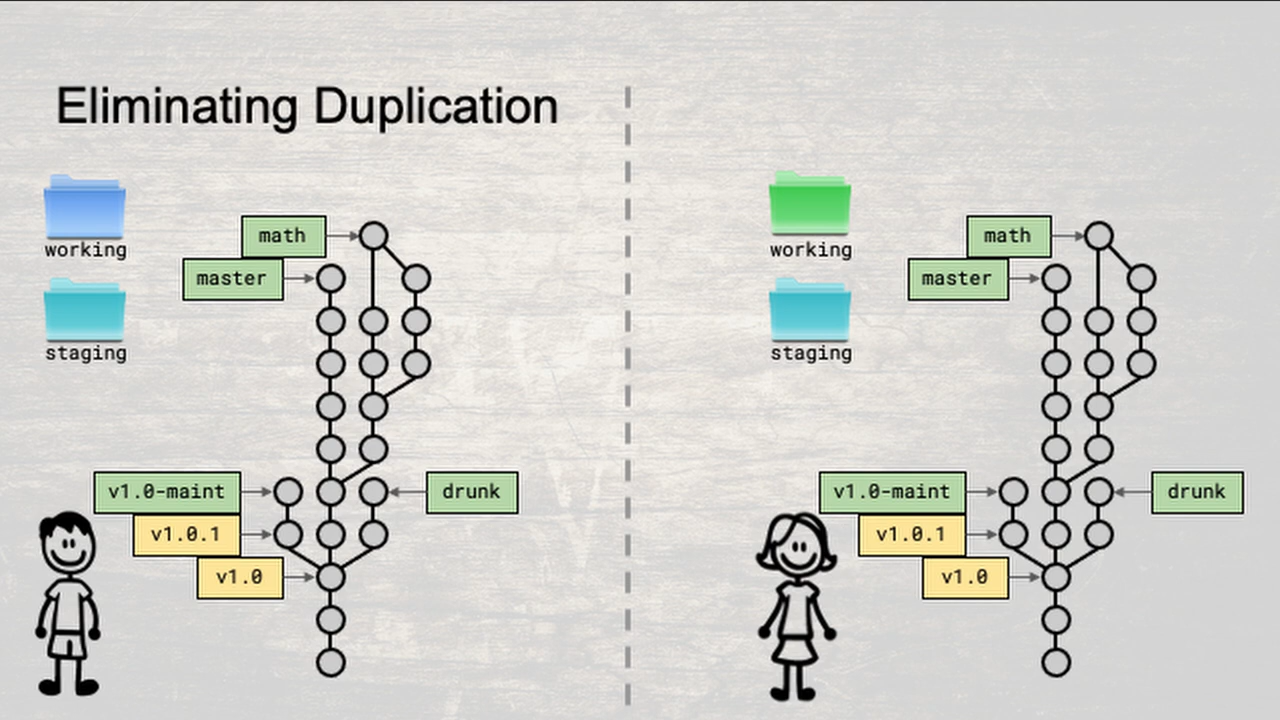 Eliminating Duplication
working
staging
math
master
v1.0-maint
drunk
v1.0.1
v1.0
working
staging
math
master
v1.0-maint
drunk
v1.0.1
v1.0